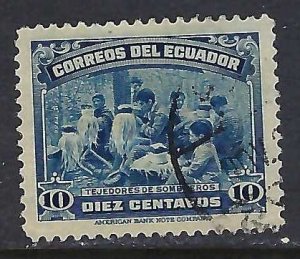 CORREOS DEL ECUADOR
TEJEDORES DE SOMBREROS
10 DIEZ CENTAVOS 10
AMERICAN BANK NOTE COMPANY